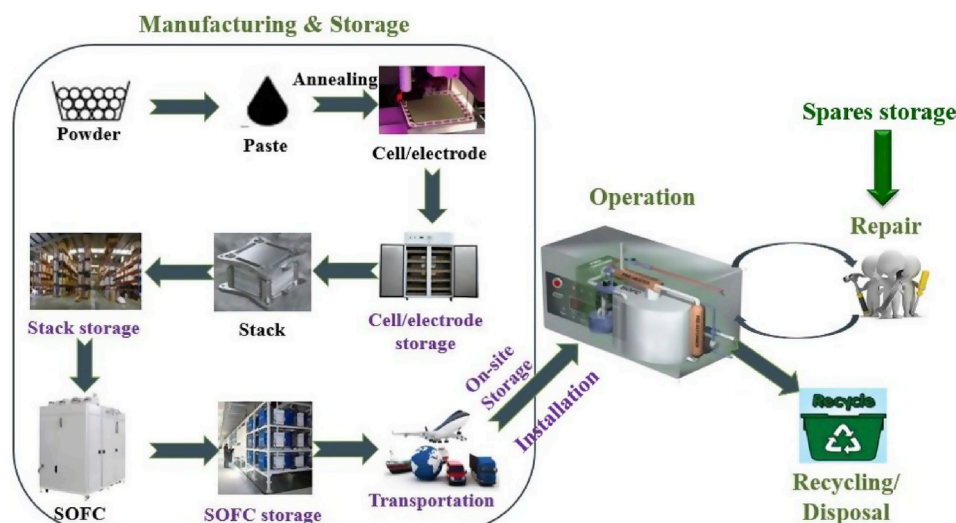 Manufacturing & Storage
Annealing
Powder
Paste
Cell/electrode
Spares storage
Operation
Repair
Stack storage
Stack
Cell/electrode
storage
On-site
Storage
Installation
SOFC
SOFC storage
Transportation
Recycle
Recycling/
Disposal